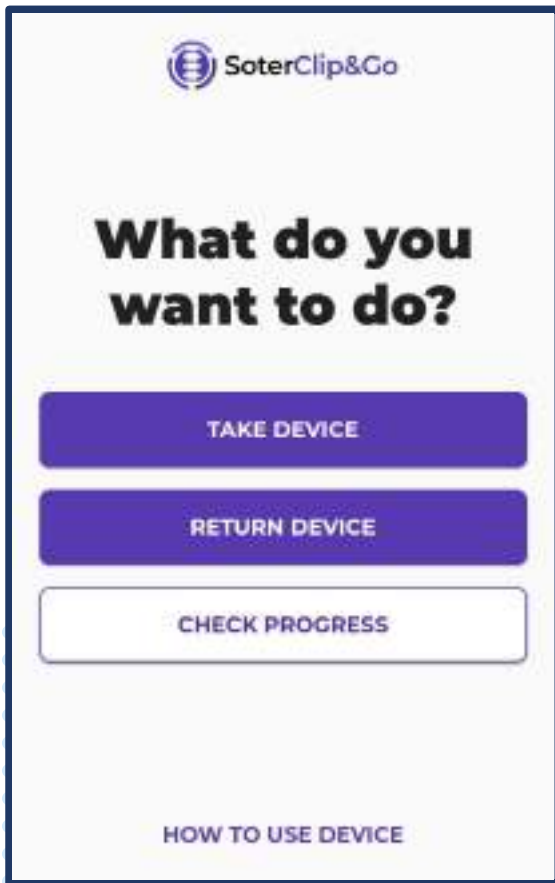 SoterClip&Go
What do you
want to do?
TAKE DEVICE
RETURN DEVICE
CHECK PROGRESS
HOW TO USE DEVICE